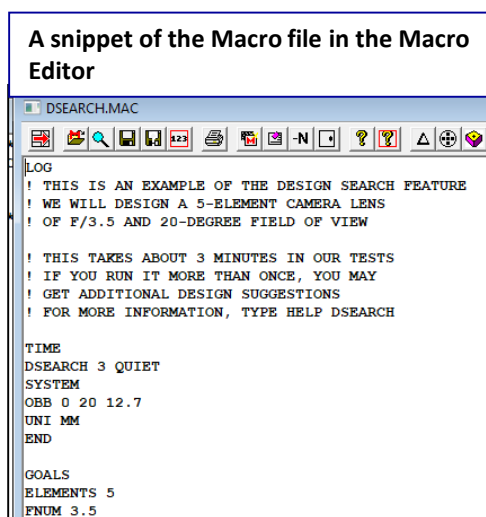 A snippet of the Macro file in the Macro
Editor
DSEARCH.MAC
123
-N
? ?
LOG
! THIS IS AN EXAMPLE OF THE DESIGN SEARCH FEATURE
! WE WILL DESIGN A 5-ELEMENT CAMERA LENS
! OF F/3.5 AND 20-DEGREE FIELD OF VIEW
! THIS TAKES ABOUT 3 MINUTES IN OUR TESTS
! IF YOU RUN IT MORE THAN ONCE, YOU MAY
! GET ADDITIONAL DESIGN SUGGESTIONS
! FOR MORE INFORMATION, TYPE HELP DSEARCH
TIME
DSEARCH 3 QUIET
SYSTEM
OBB 0 20 12.7
UNI MM
END
GOALS
ELEMENTS 5
FNUM 3.5